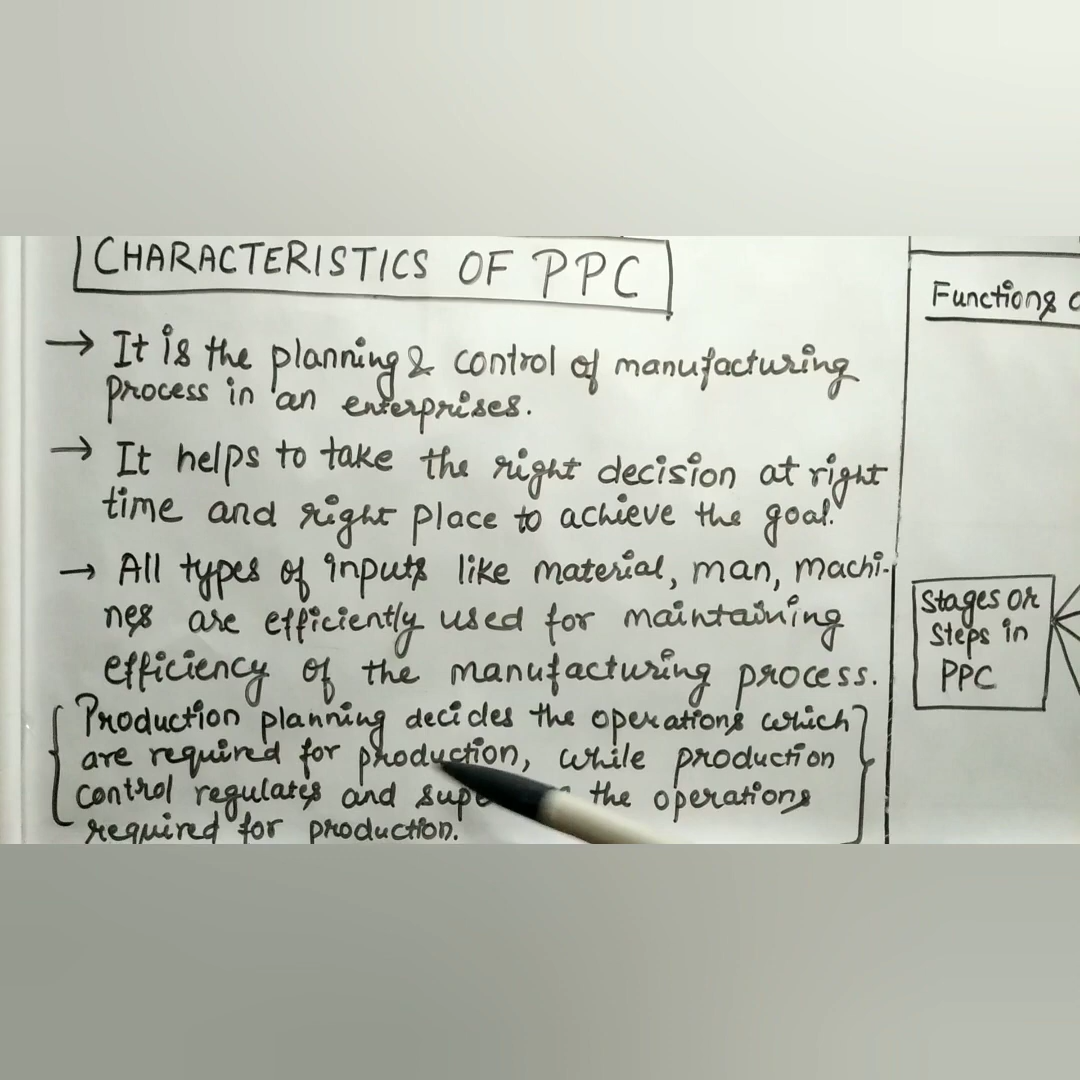 CHARACTERISTICS OF PPC
→ It is the planning & control of manufacturing
process in an enterprises.
→ It helps to take the right decision at right
time and right place to achieve the goal.
→ All types of inputs like material, man, machi-
nes are efficiently used for maintaining
efficiency of the manufacturing process.
{Production planning decides the operations which}
are required for production, while production
control regulates and the operations
required for production.
Functions
Stages or
Steps in
PPC